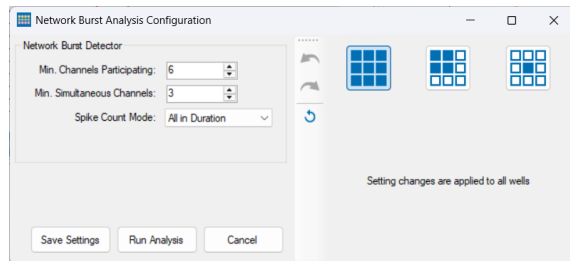 Network Burst Analysis Configuration
Network Burst Detector
Min. Channels Participating: 6
Min. Simultaneous Channels: 3
Spike Count Mode: All in Duration
Setting changes are applied to all wells
Save Settings Run Analysis Cancel